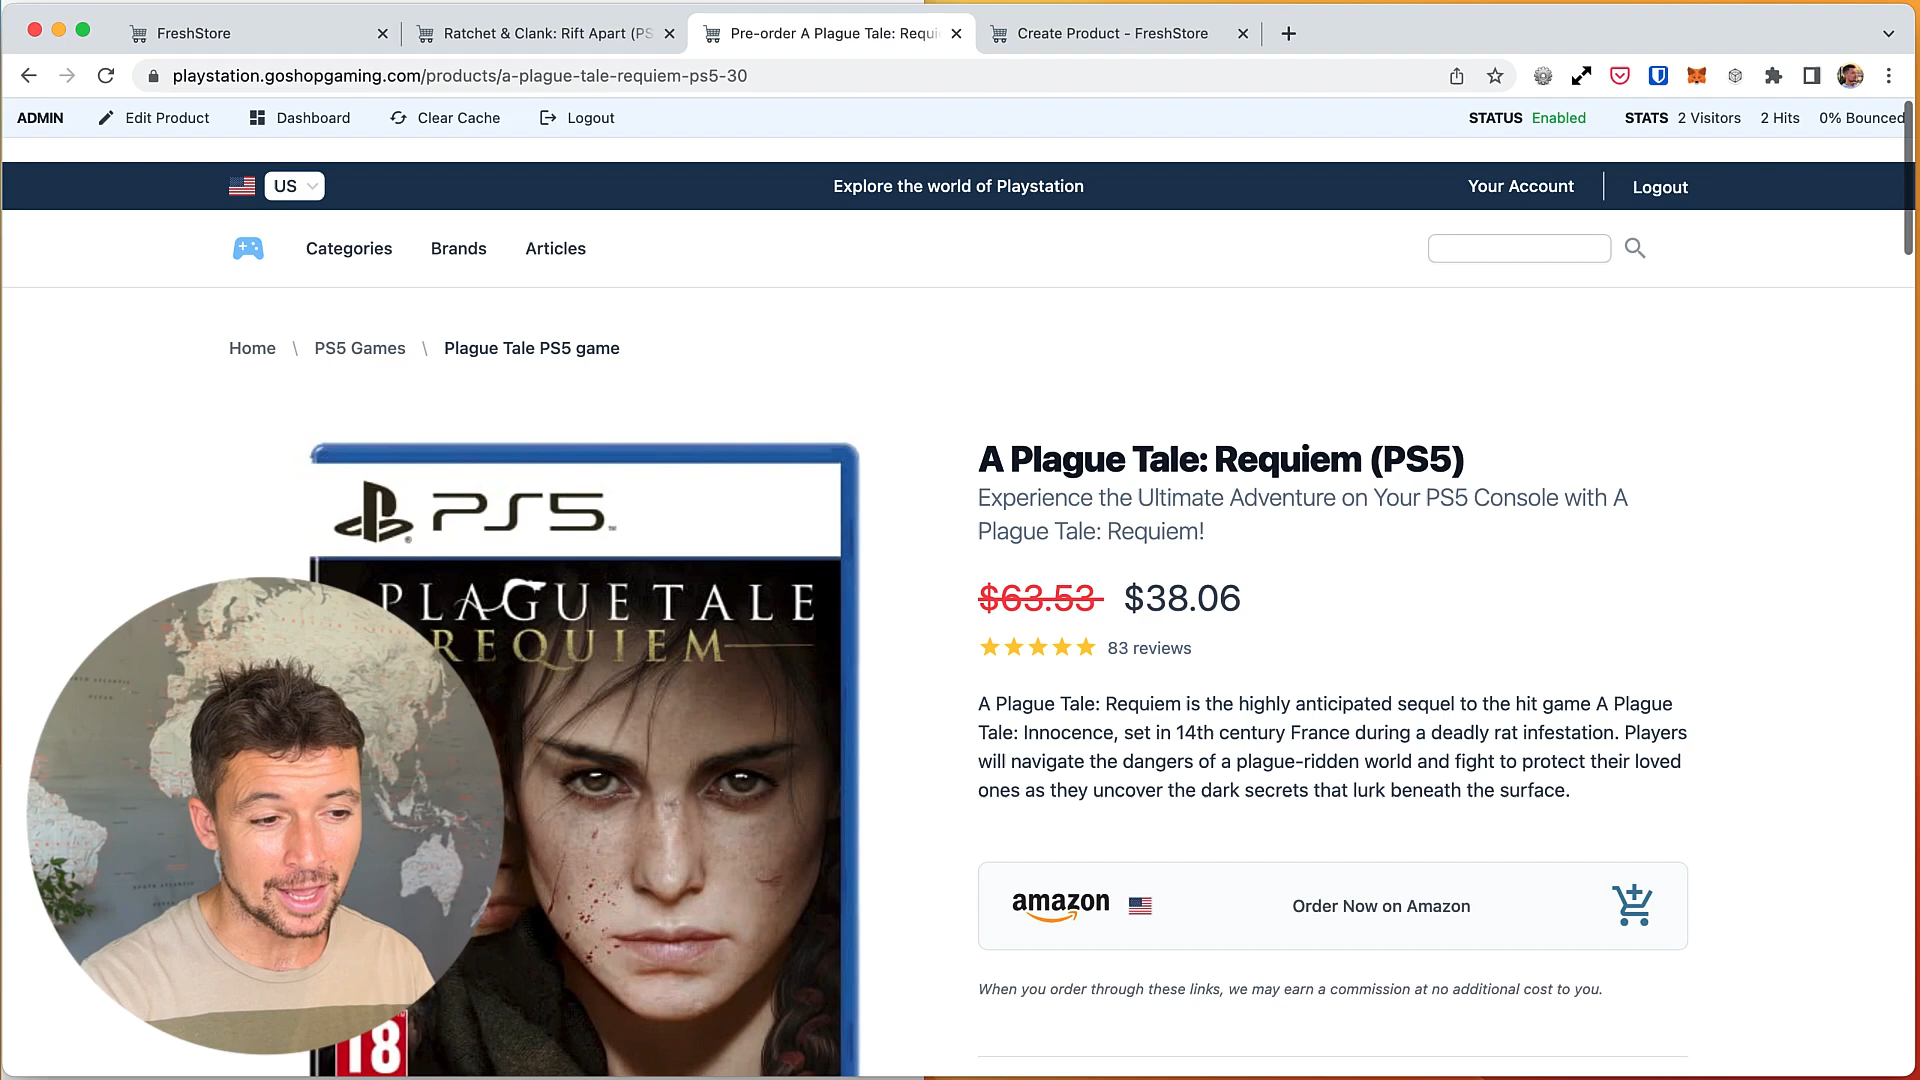 FreshStore
Ratchet & Clank: Rift Apart (PS
Pre-order A Plague Tale: Requi
Create Product - FreshStore
playstation.goshopgaming.com/products/a-plague-tale-requiem-ps5-30
ADMIN Edit Product Dashboard Clear Cache Logout STATUS Enabled STATS 2 Visitors 2 Hits 0% Bounced
US Explore the world of Playstation Your Account Logout
Categories Brands Articles
Home \ PS5 Games \ Plague Tale PS5 game
PS5
PLAGUE TALE
REQUIEM
18
A Plague Tale: Requiem (PS5)
Experience the Ultimate Adventure on Your PS5 Console with A
Plague Tale: Requiem!
$63.53 $38.06
83 reviews
A Plague Tale: Requiem is the highly anticipated sequel to the hit game A Plague
Tale: Innocence, set in 14th century France during a deadly rat infestation. Players
will navigate the dangers of a plague-ridden world and fight to protect their loved
ones as they uncover the dark secrets that lurk beneath the surface.
amazon Order Now on Amazon
When you order through these links, we may earn a commission at no additional cost to you.